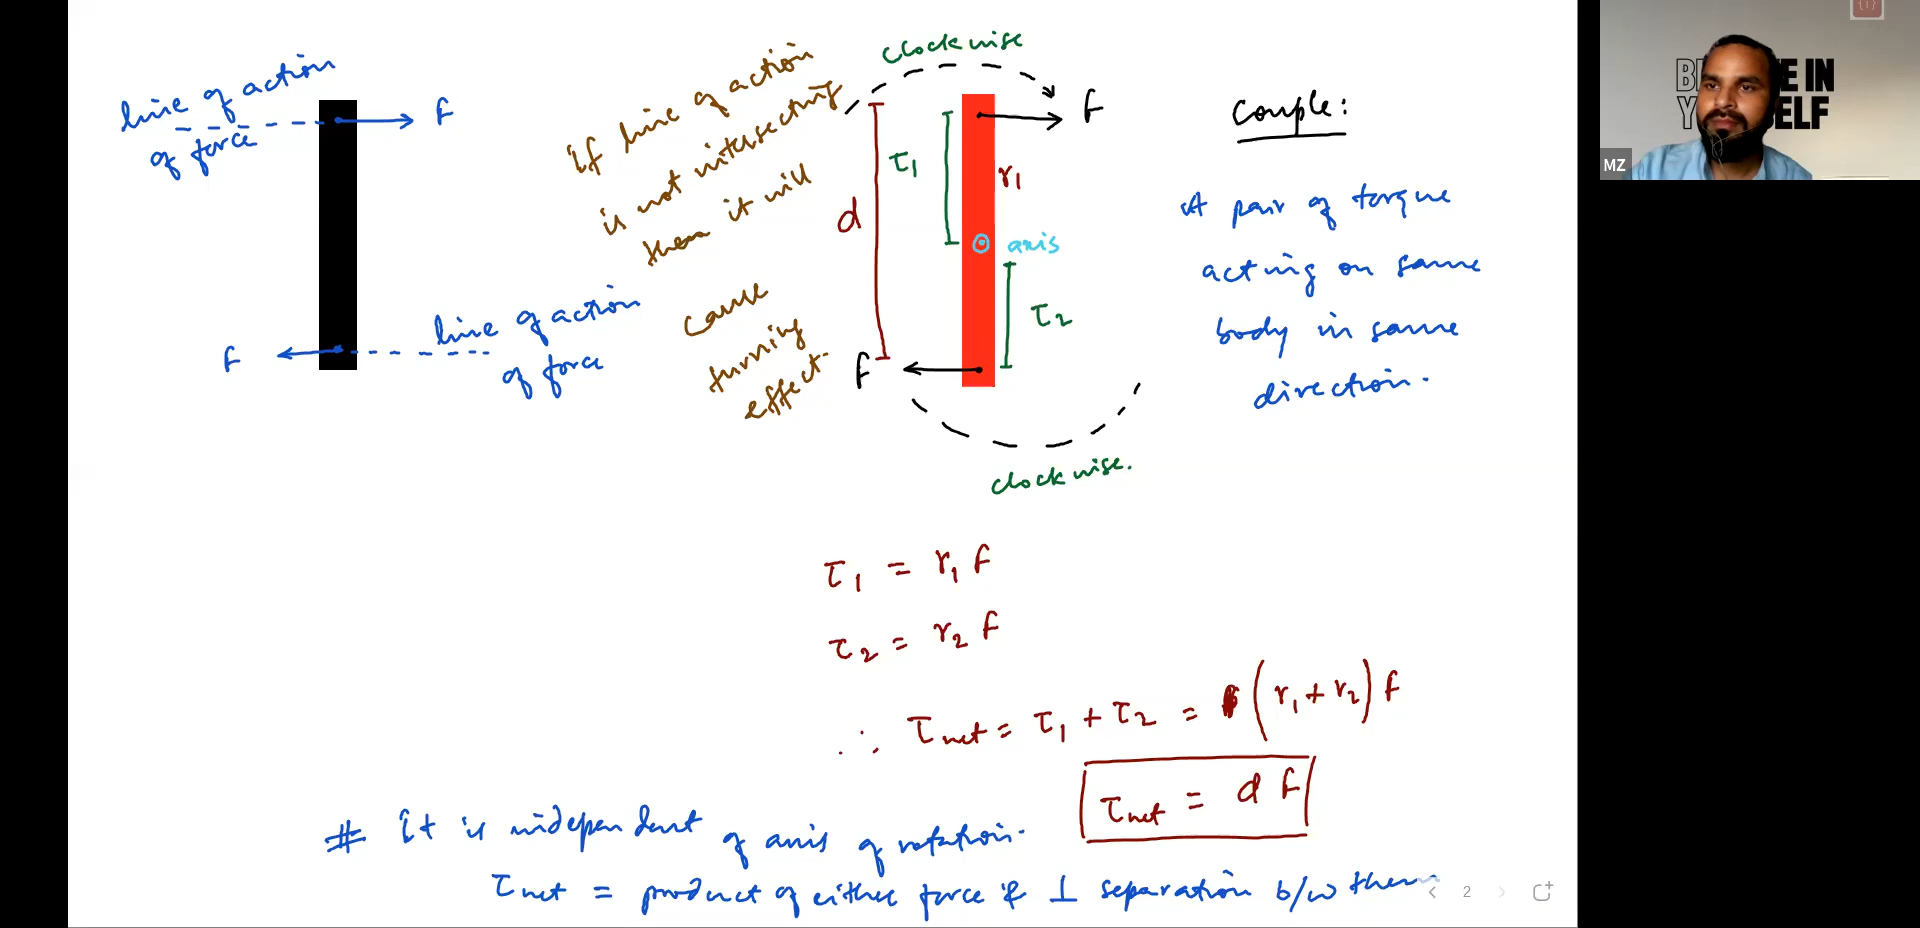 line of action
of force
F
F
line of action
of force
if line of action
is not intersecting
then it will
cause
turning
effect.
clockwise
F
τ1
r1
d
axis
τ2
F
clockwise.
Couple:
A pair of torque
acting on same
body in same
direction.
τ1 = r1 F
τ2 = r2 F
∴ τnet = τ1 + τ2 = (r1 + r2) F
τnet = d F
# It is independent of axis of rotation.
τnet = product of either force & ⊥ separation b/w them
2
MZ